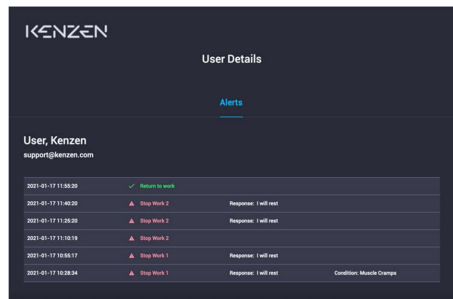 KENZEN
User Details
Alerts
User, Kenzen
support@kenzen.com
2021-01-17 11:55:20 Return to work
2021-01-17 11:40:20 Stop Work 2 Response: I will rest
2021-01-17 11:25:20 Stop Work 2 Response: I will rest
2021-01-17 11:10:19 Stop Work 2
2021-01-17 10:55:17 Stop Work 1 Response: I will rest
2021-01-17 10:28:34 Stop Work 1 Response: I will rest Condition: Muscle Cramps